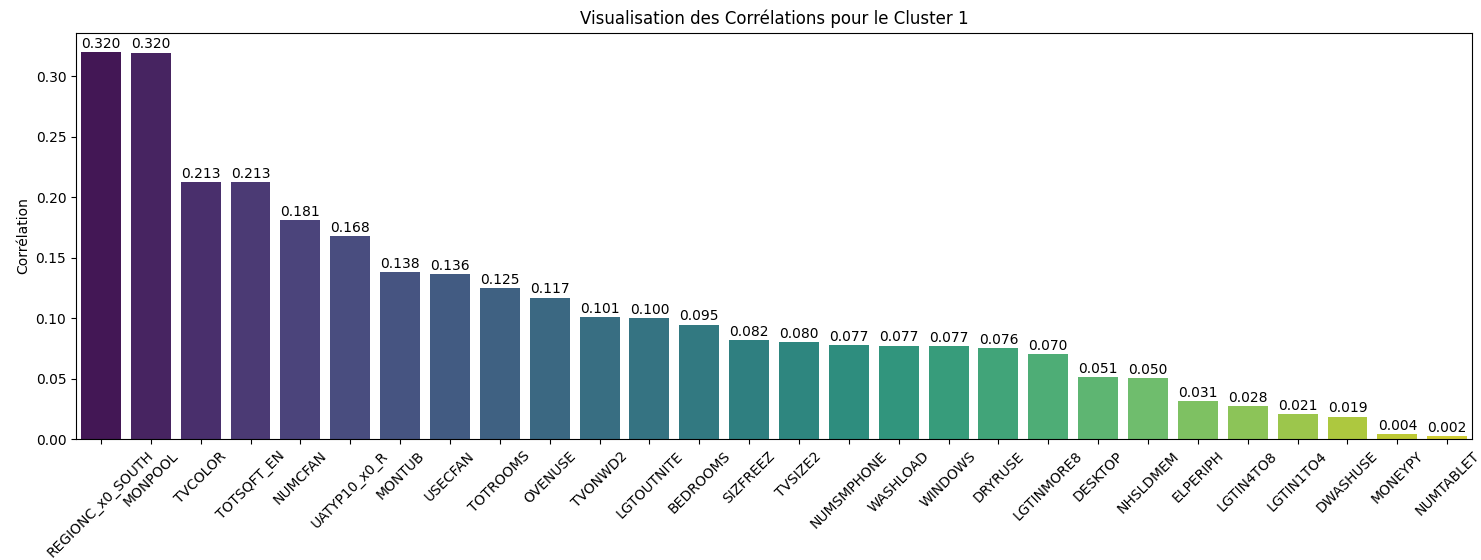 Visualisation des Corrélations pour le Cluster 1
Corrélation
0.30
0.25
0.20
0.15
0.10
0.05
0.00
0.320
0.320
0.213
0.213
0.181
0.168
0.138
0.136
0.125
0.117
0.101
0.100
0.095
0.082
0.080
0.077
0.077
0.077
0.076
0.070
0.051
0.050
0.031
0.028
0.021
0.019
0.004
0.002
REGIONC_x0_SOUTH
MONPOOL
TVCOLOR
TOTSQFT_EN
NUMCFAN
UATYP10_x0_R
MONTUB
USECFAN
TOTROOMS
OVENUSE
TVONWD2
LGTOUTNITE
BEDROOMS
SIZFREEZ
TVSIZE2
NUMSMPHONE
WASHLOAD
WINDOWS
DRYRUSE
LGTINMORE8
DESKTOP
NHSLDMEM
ELPERIPH
LGTIN4TO8
LGTIN1TO4
DWASHUSE
MONEYPY
NUMTABLET